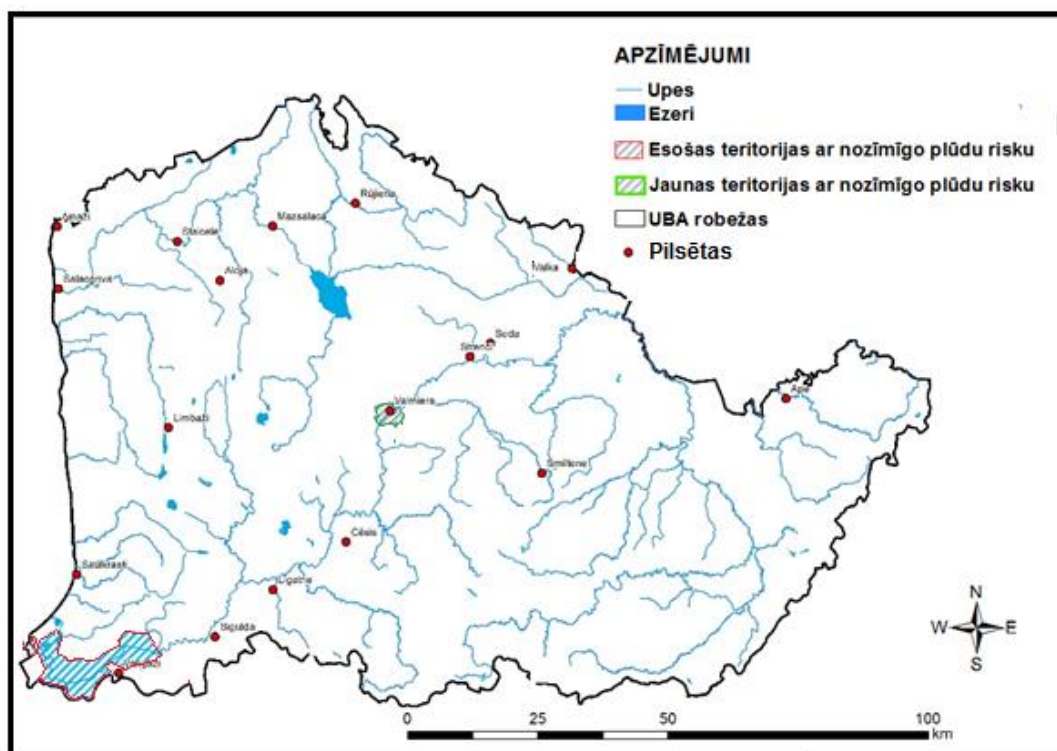 APZĪMĒJUMI
Upes
Ezeri
Esošas teritorijas ar nozīmīgo plūdu risku
Jaunas teritorijas ar nozīmīgo plūdu risku
UBA robežas
Pilsētas
Rūjiena
Ainaži
Mazsalaca
Staicele
Valka
Aloja
Salacgrīva
Seda
Strenči
Ape
Valmiera
Limbaži
Smiltene
Cēsis
Saulkrasti
Līgatne
Sigulda
N
W
E
S
0
25
50
100
km